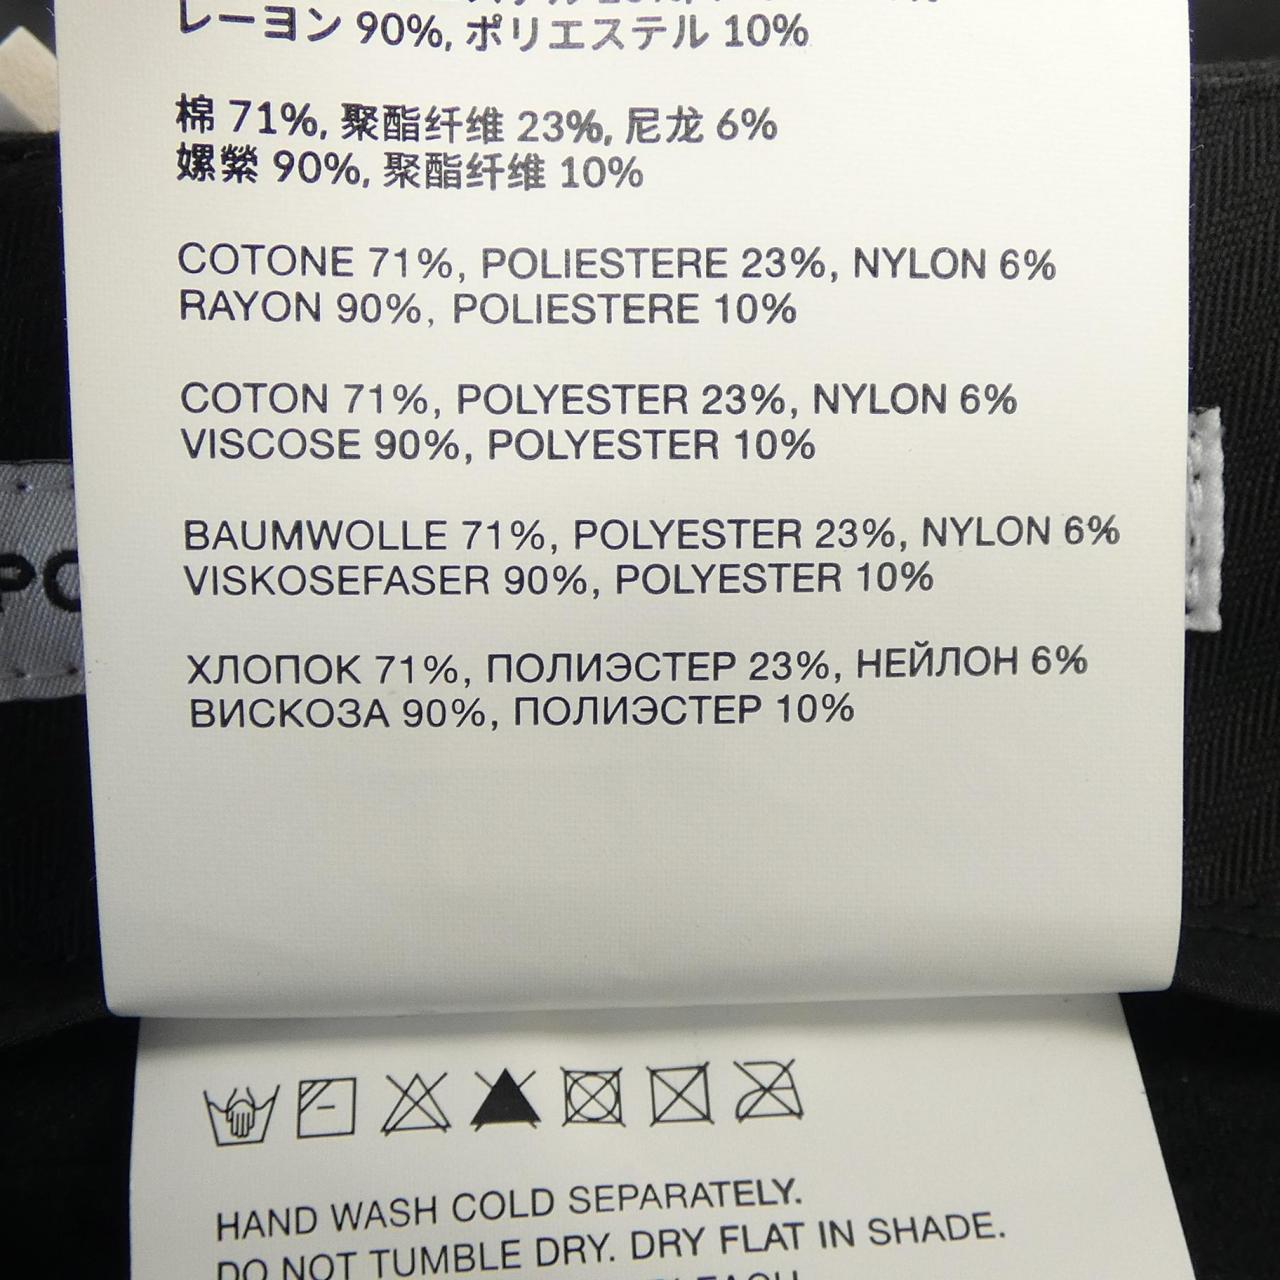 レーヨン 90%, ポリエステル 10%
棉 71%, 聚酯纤维 23%, 尼龙 6%
嫘縈 90%, 聚酯纤维 10%
COTONE 71%, POLIESTERE 23%, NYLON 6%
RAYON 90%, POLIESTERE 10%
COTON 71%, POLYESTER 23%, NYLON 6%
VISCOSE 90%, POLYESTER 10%
BAUMWOLLE 71%, POLYESTER 23%, NYLON 6%
VISKOSEFASER 90%, POLYESTER 10%
ХЛОПОК 71%, ПОЛИЭСТЕР 23%, НЕЙЛОН 6%
ВИСКОЗА 90%, ПОЛИЭСТЕР 10%
HAND WASH COLD SEPARATELY.
DO NOT TUMBLE DRY. DRY FLAT IN SHADE.